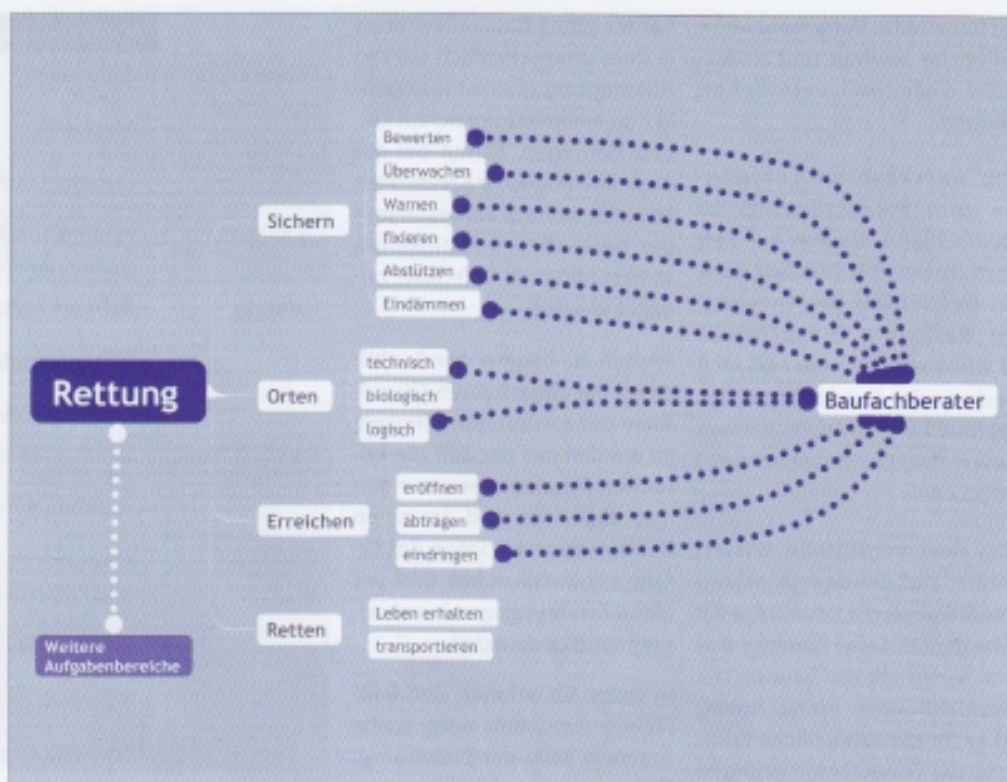 Bewerten
Überwachen
Sichern
Warnen
fixieren
Abstützen
Eindämmen
Rettung
technisch
Orten
biologisch
Baufachberater
logisch
eröffnen
Erreichen
abtragen
eindringen
Retten
Leben erhalten
transportieren
Weitere
Aufgabenbereiche